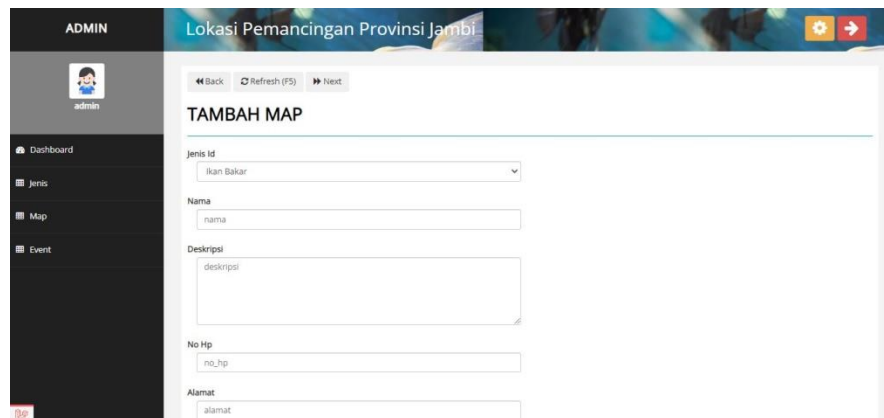 ADMIN
Lokasi Pemancingan Provinsi Jambi
admin
Dashboard
Jenis
Map
Event
Back Refresh (F5) Next
TAMBAH MAP
Jenis Id
Ikan Bakar
Nama
nama
Deskripsi
deskripsi
No Hp
no_hp
Alamat
alamat